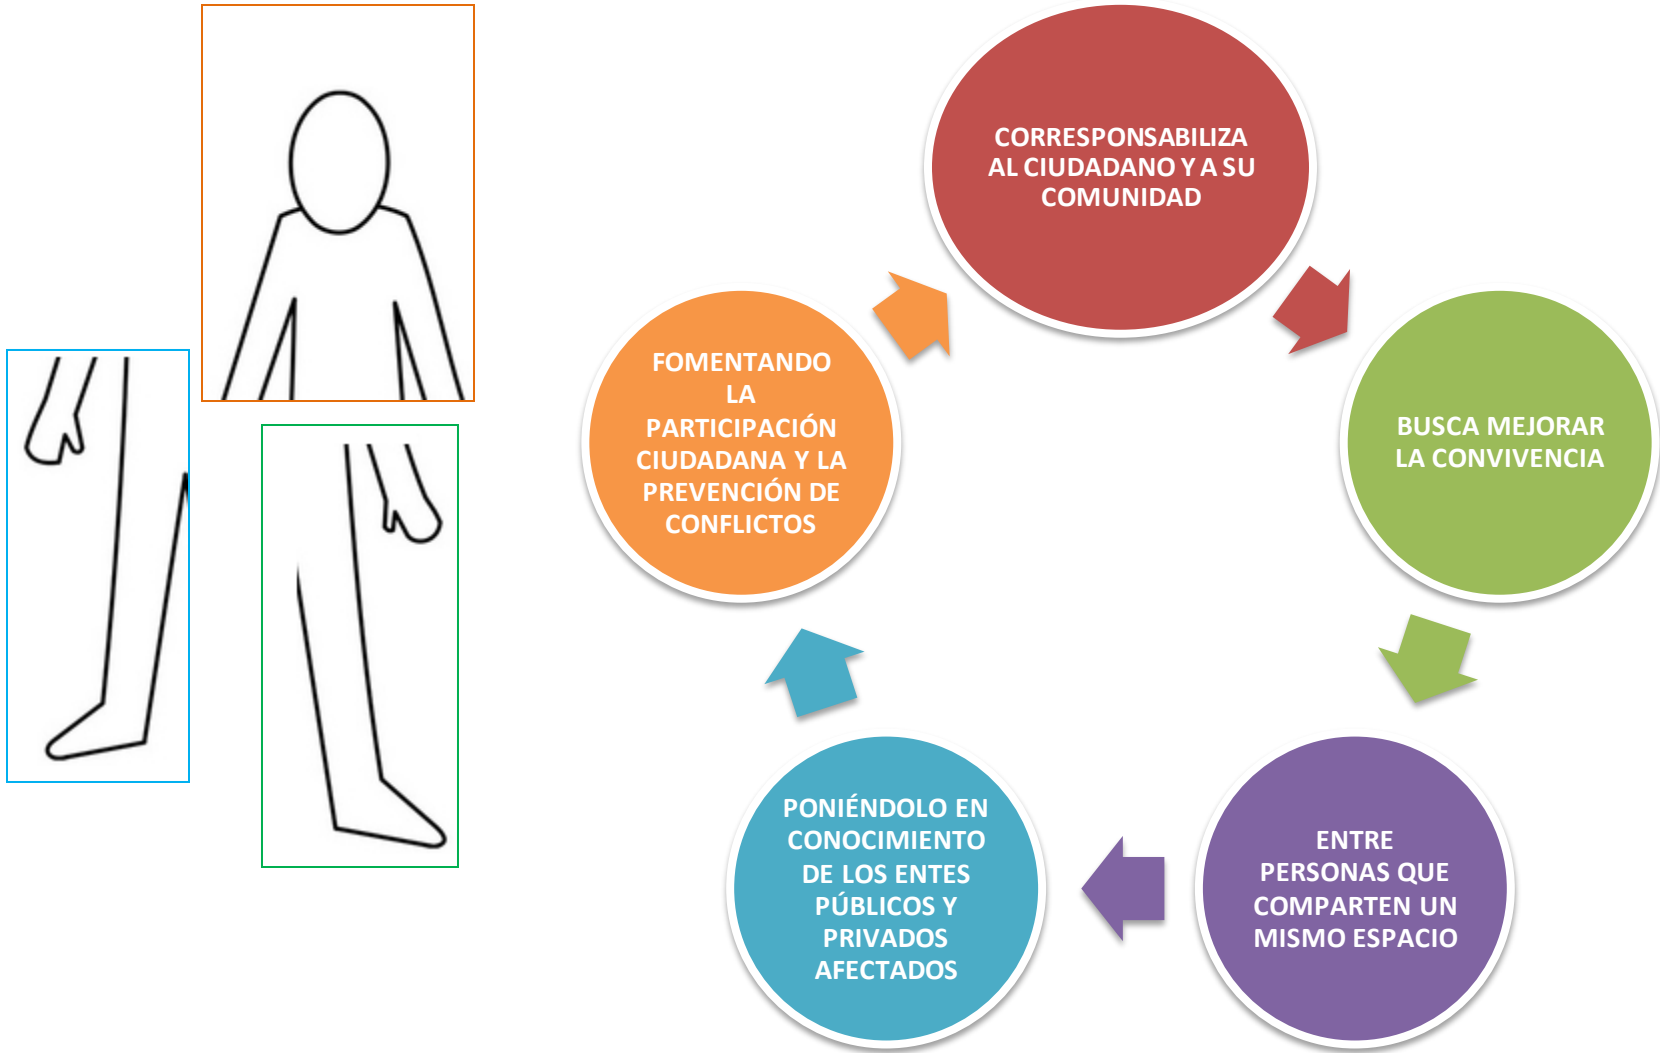 CORRESPONSABILIZA
AL CIUDADANO Y A SU
COMUNIDAD
BUSCA MEJORAR
LA CONVIVENCIA
ENTRE
PERSONAS QUE
COMPARTEN UN
MISMO ESPACIO
PONIÉNDOLO EN
CONOCIMIENTO
DE LOS ENTES
PÚBLICOS Y
PRIVADOS
AFECTADOS
FOMENTANDO
LA
PARTICIPACIÓN
CIUDADANA Y LA
PREVENCIÓN DE
CONFLICTOS